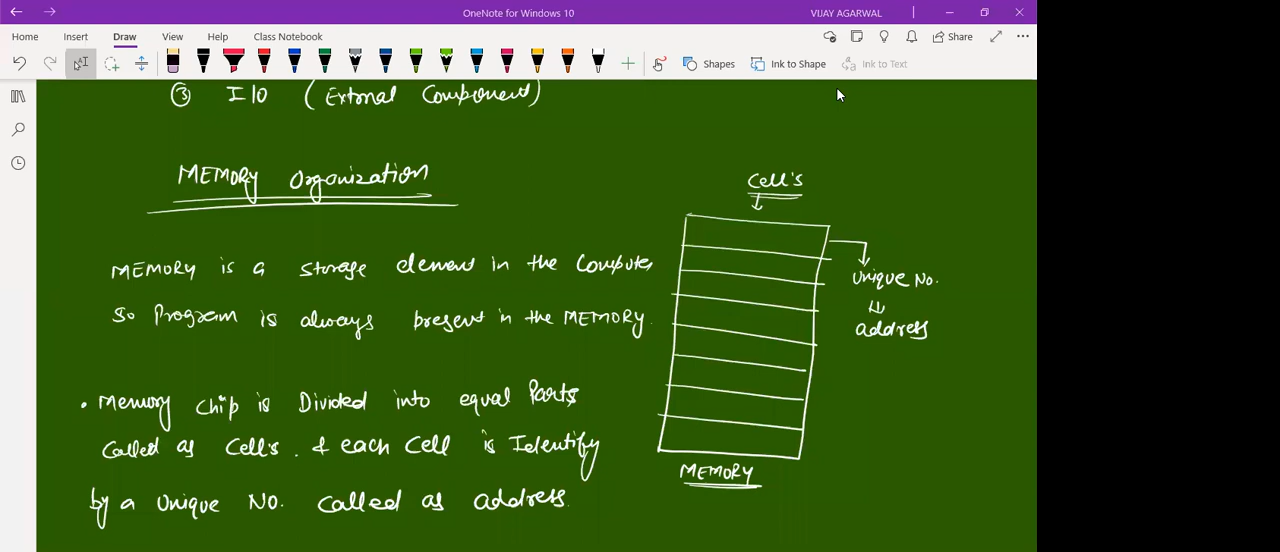 OneNote for Windows 10
VIJAY AGARWAL
Home Insert Draw View Help Class Notebook
Share
Shapes
Ink to Shape
Ink to Text
③ I/O (External Component)
MEMORY Organization
MEMORY is a storage element in the Computer
So Program is always present in the MEMORY.
• Memory chip is Divided into equal Parts
Called as Cell's. & each Cell is Identify
by a Unique No. Called as address.
Cell's
Unique No.
address
MEMORY